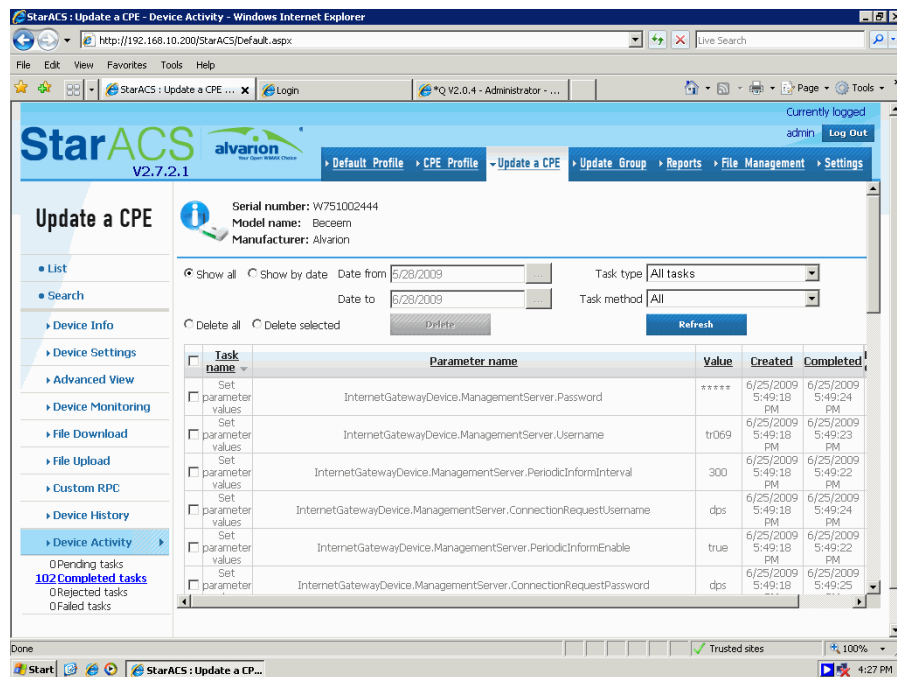 StarACS : Update a CPE - Device Activity - Windows Internet Explorer
http://192.168.10.200/StarACS/Default.aspx
Live Search
File Edit View Favorites Tools Help
StarACS : Update a CPE ...
Login
*Q V2.0.4 - Administrator - ...
Page
Tools
Currently logged
admin
Log Out
StarACS
V2.7.2.1
alvarion
Your Open WiMAX Choice
Default Profile
CPE Profile
Update a CPE
Update Group
Reports
File Management
Settings
Update a CPE
Serial number: W751002444
Model name: Beceem
Manufacturer: Alvarion
List
Search
Device Info
Device Settings
Advanced View
Device Monitoring
File Download
File Upload
Custom RPC
Device History
Device Activity
0 Pending tasks
102 Completed tasks
0 Rejected tasks
0 Failed tasks
Show all Show by date Date from 5/28/2009 ... Task type All tasks
Date to 6/28/2009 ... Task method All
Delete all Delete selected Delete Refresh
Task name Parameter name Value Created Completed
Set parameter values InternetGatewayDevice.ManagementServer.Password ***** 6/25/2009 5:49:18 PM 6/25/2009 5:49:24 PM
Set parameter values InternetGatewayDevice.ManagementServer.Username tr069 6/25/2009 5:49:18 PM 6/25/2009 5:49:23 PM
Set parameter values InternetGatewayDevice.ManagementServer.PeriodicInformInterval 300 6/25/2009 5:49:18 PM 6/25/2009 5:49:22 PM
Set parameter values InternetGatewayDevice.ManagementServer.ConnectionRequestUsername dps 6/25/2009 5:49:18 PM 6/25/2009 5:49:24 PM
Set parameter values InternetGatewayDevice.ManagementServer.PeriodicInformEnable true 6/25/2009 5:49:18 PM 6/25/2009 5:49:22 PM
Set parameter InternetGatewayDevice.ManagementServer.ConnectionRequestPassword dps 6/25/2009 5:49:18 6/25/2009 5:49:25
Done
Trusted sites
100%
Start
StarACS : Update a CP...
4:27 PM